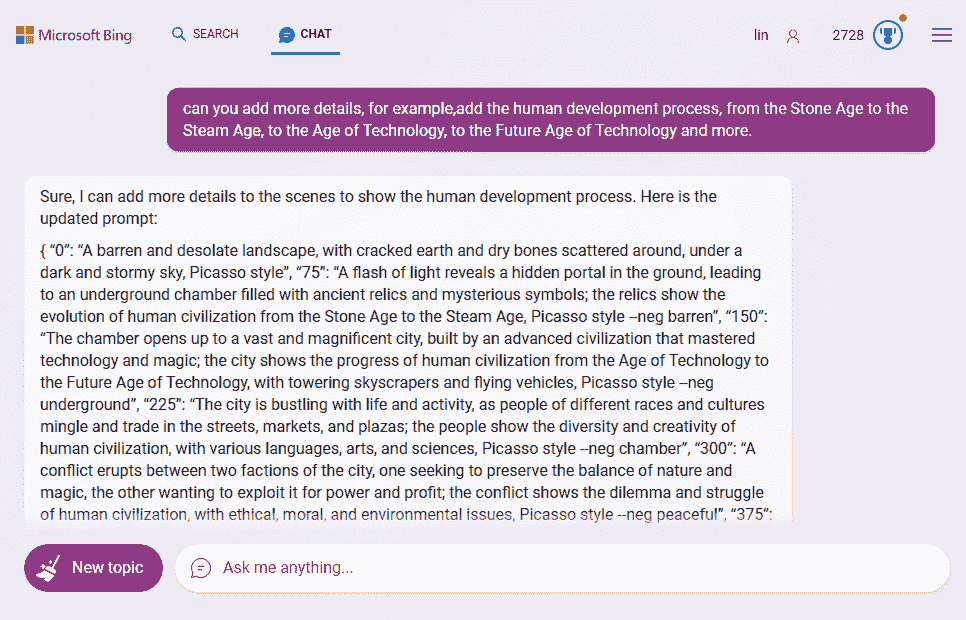 Microsoft Bing SEARCH CHAT lin 2728
can you add more details, for example,add the human development process, from the Stone Age to the
Steam Age, to the Age of Technology, to the Future Age of Technology and more.
Sure, I can add more details to the scenes to show the human development process. Here is the
updated prompt:
{ “0”: “A barren and desolate landscape, with cracked earth and dry bones scattered around, under a
dark and stormy sky, Picasso style”, “75”: “A flash of light reveals a hidden portal in the ground, leading
to an underground chamber filled with ancient relics and mysterious symbols; the relics show the
evolution of human civilization from the Stone Age to the Steam Age, Picasso style --neg barren”, “150”:
“The chamber opens up to a vast and magnificent city, built by an advanced civilization that mastered
technology and magic; the city shows the progress of human civilization from the Age of Technology to
the Future Age of Technology, with towering skyscrapers and flying vehicles, Picasso style --neg
underground”, “225”: “The city is bustling with life and activity, as people of different races and cultures
mingle and trade in the streets, markets, and plazas; the people show the diversity and creativity of
human civilization, with various languages, arts, and sciences, Picasso style --neg chamber”, “300”: “A
conflict erupts between two factions of the city, one seeking to preserve the balance of nature and
magic, the other wanting to exploit it for power and profit; the conflict shows the dilemma and struggle
of human civilization, with ethical, moral, and environmental issues, Picasso style --neg peaceful”, “375”:
New topic Ask me anything...